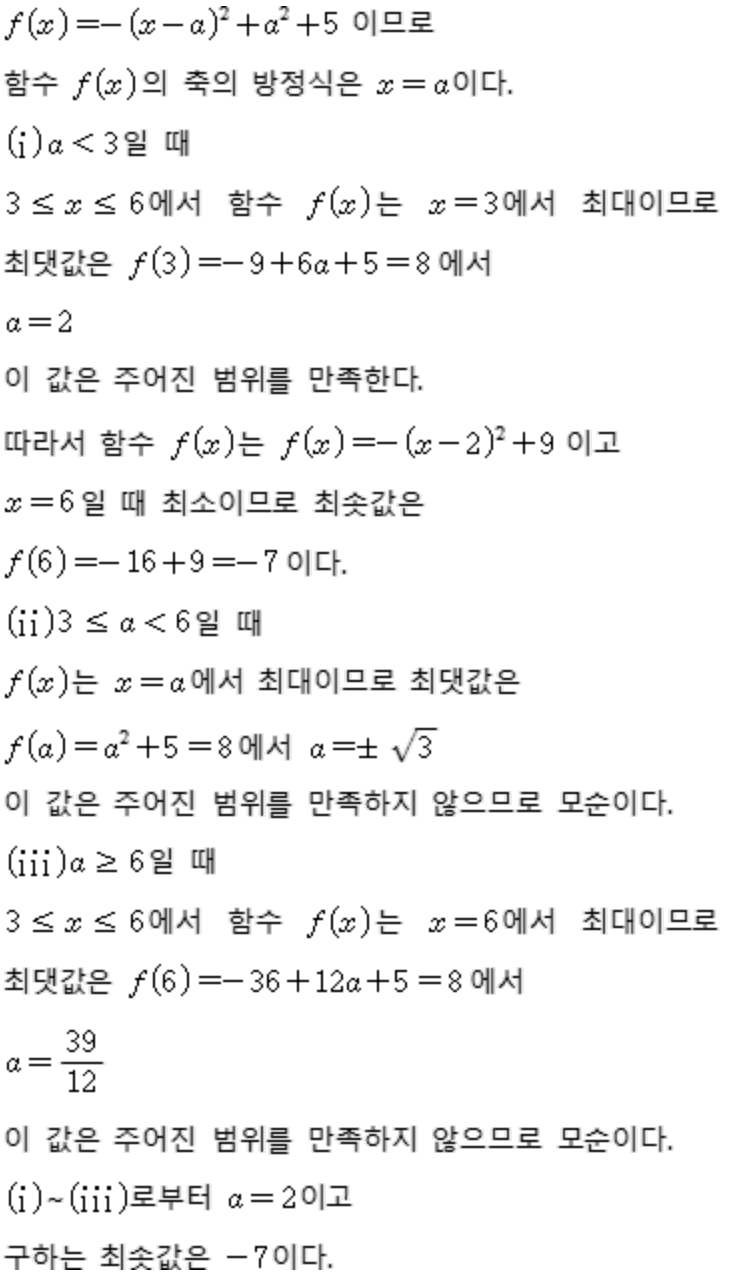 f(x)=-(x-a)²+a²+5 이므로
함수 f(x)의 축의 방정식은 x=a이다.
(i)a<3일 때
3≤x≤6에서 함수 f(x)는 x=3에서 최대이므로
최댓값은 f(3)=-9+6a+5=8 에서
a=2
이 값은 주어진 범위를 만족한다.
따라서 함수 f(x)는 f(x)=-(x-2)²+9 이고
x=6일 때 최소이므로 최솟값은
f(6)=-16+9=-7 이다.
(ii)3≤a<6일 때
f(x)는 x=a에서 최대이므로 최댓값은
f(a)=a²+5=8에서 a=±√3
이 값은 주어진 범위를 만족하지 않으므로 모순이다.
(iii)a≥6일 때
3≤x≤6에서 함수 f(x)는 x=6에서 최대이므로
최댓값은 f(6)=-36+12a+5=8 에서
a=39/12
이 값은 주어진 범위를 만족하지 않으므로 모순이다.
(i)~(iii)로부터 a=2이고
구하는 최솟값은 -7이다.